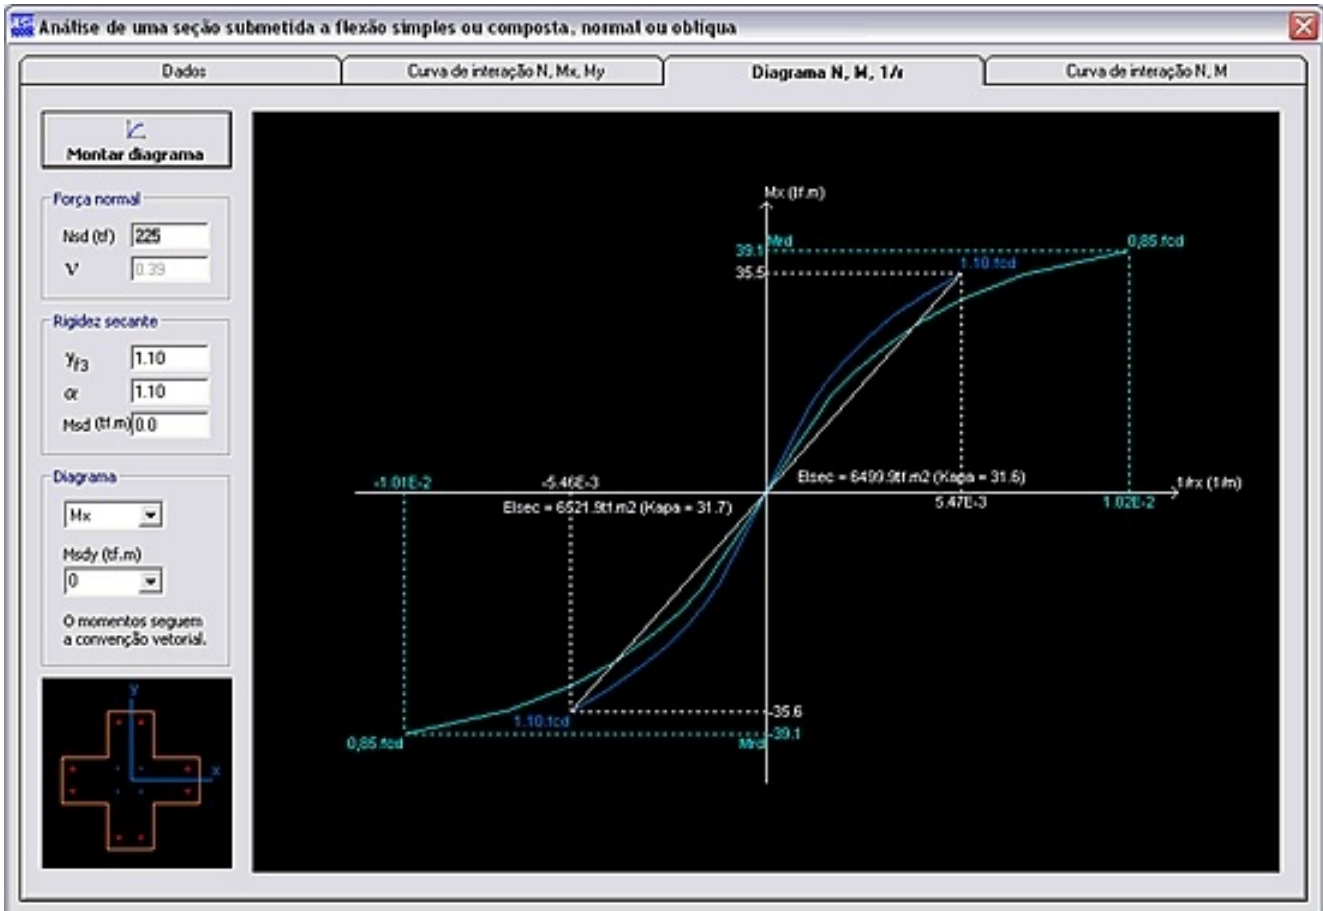 Análise de uma seção submetida a flexão simples ou composta, normal ou oblíqua
Dados
Curva de interação N, Mx, My
Diagrama N, M, 1/r
Curva de interação N, M
Montar diagrama
Força normal
Nsd (tf) 225
ν 0.39
Rigidez secante
γf3 1.10
α 1.10
Msd (tf.m) 0.0
Diagrama
Mx
Msdy (tf.m)
0
O momentos seguem
a convenção vetorial.
y
x
Mx (tf.m)
39.1 Mrd
0,85.fcd
35.5
1.10.fcd
EIsec = 6499.9tf.m2 (Kapa = 31.6)
-1.01E-2
-5.46E-3
1/rx (1/m)
5.47E-3
1.02E-2
EIsec = 6521.9tf.m2 (Kapa = 31.7)
-35.6
1.10.fcd
-39.1
0,85.fcd
Mrd